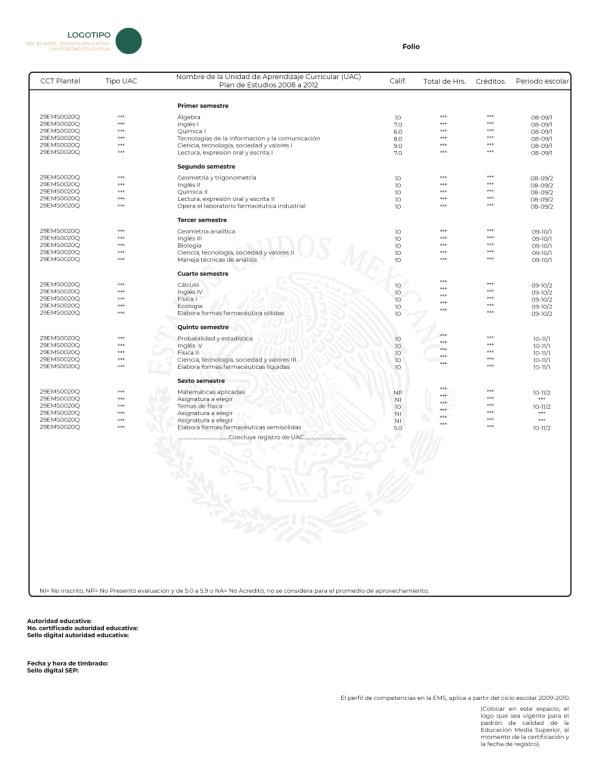 LOGOTIPO
DEL PLANTEL, SERVICIO EDUCATIVO
O AUTORIDAD EDUCATIVA
Folio
CCT Plantel Tipo UAC Nombre de la Unidad de Aprendizaje Curricular (UAC) Calif. Total de Hrs. Créditos Periodo escolar
Plan de Estudios 2008 a 2012
Primer semestre
29EMS0020Q *** Álgebra 10 *** *** 08-09/1
29EMS0020Q *** Inglés I 7.0 *** *** 08-09/1
29EMS0020Q *** Química I 6.0 *** *** 08-09/1
29EMS0020Q *** Tecnologías de la información y la comunicación 8.0 *** *** 08-09/1
29EMS0020Q *** Ciencia, tecnología, sociedad y valores I 9.0 *** *** 08-09/1
29EMS0020Q *** Lectura, expresión oral y escrita I 7.0 *** *** 08-09/1
Segundo semestre
29EMS0020Q *** Geometría y trigonometría 10 *** *** 08-09/2
29EMS0020Q *** Inglés II 10 *** *** 08-09/2
29EMS0020Q *** Química II 10 *** *** 08-09/2
29EMS0020Q *** Lectura, expresión oral y escrita II 10 *** *** 08-09/2
29EMS0020Q *** Opera el laboratorio farmacéutica industrial 10 *** *** 08-09/2
Tercer semestre
29EMS0020Q *** Geometría analítica 10 *** *** 09-10/1
29EMS0020Q *** Inglés III 10 *** *** 09-10/1
29EMS0020Q *** Biología 10 *** *** 09-10/1
29EMS0020Q *** Ciencia, tecnología, sociedad y valores II 10 *** *** 09-10/1
29EMS0020Q *** Maneja técnicas de análisis 10 *** *** 09-10/1
Cuarto semestre
29EMS0020Q *** Cálculo 10 *** *** 09-10/2
29EMS0020Q *** Inglés IV 10 *** *** 09-10/2
29EMS0020Q *** Física I 10 *** *** 09-10/2
29EMS0020Q *** Ecología 10 *** *** 09-10/2
29EMS0020Q *** Elabora formas farmacéutica sólidas 10 *** *** 09-10/2
Quinto semestre
29EMS0020Q *** Probabilidad y estadística 10 *** *** 10-11/1
29EMS0020Q *** Inglés V 10 *** *** 10-11/1
29EMS0020Q *** Física II 10 *** *** 10-11/1
29EMS0020Q *** Ciencia, tecnología, sociedad y valores III 10 *** *** 10-11/1
29EMS0020Q *** Elabora formas farmacéuticas líquidas 10 *** *** 10-11/1
Sexto semestre
29EMS0020Q *** Matemáticas aplicadas NP *** *** 10-11/2
29EMS0020Q *** Asignatura a elegir NI *** *** ***
29EMS0020Q *** Temas de física 10 *** *** 10-11/2
29EMS0020Q *** Asignatura a elegir NI *** *** ***
29EMS0020Q *** Asignatura a elegir NI *** *** ***
29EMS0020Q *** Elabora formas farmacéuticas semisólidas 5.0 *** *** 10-11/2
Concluye registro de UAC
ESTADOS UNIDOS MEXICANOS
NI= No Inscrito, NP= No Presentó evaluación y de 5.0 a 5.9 o NA= No Acreditó, no se considera para el promedio de aprovechamiento.
Autoridad educativa:
No. certificado autoridad educativa:
Sello digital autoridad educativa:
Fecha y hora de timbrado:
Sello digital SEP:
El perfil de competencias en la EMS, aplica a partir del ciclo escolar 2009-2010.
(Colocar en este espacio, el
logo que sea vigente para el
padrón de calidad de la
Educación Media Superior, al
momento de la certificación y
la fecha de registro).